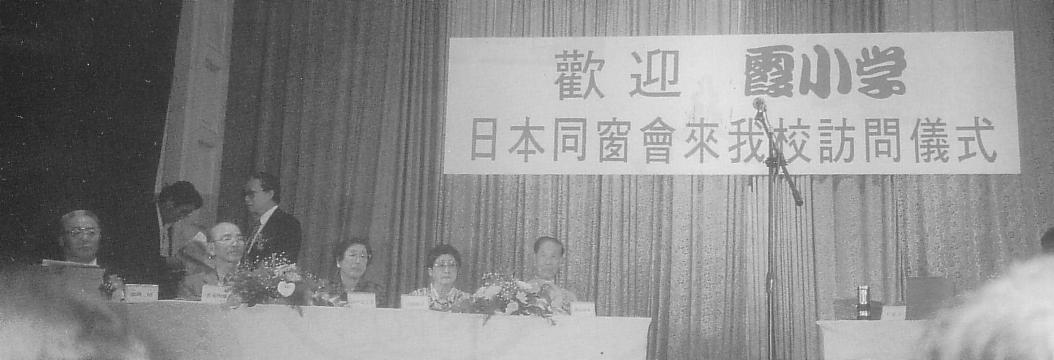 歡迎 霞小学
日本同窗會來我校訪問儀式